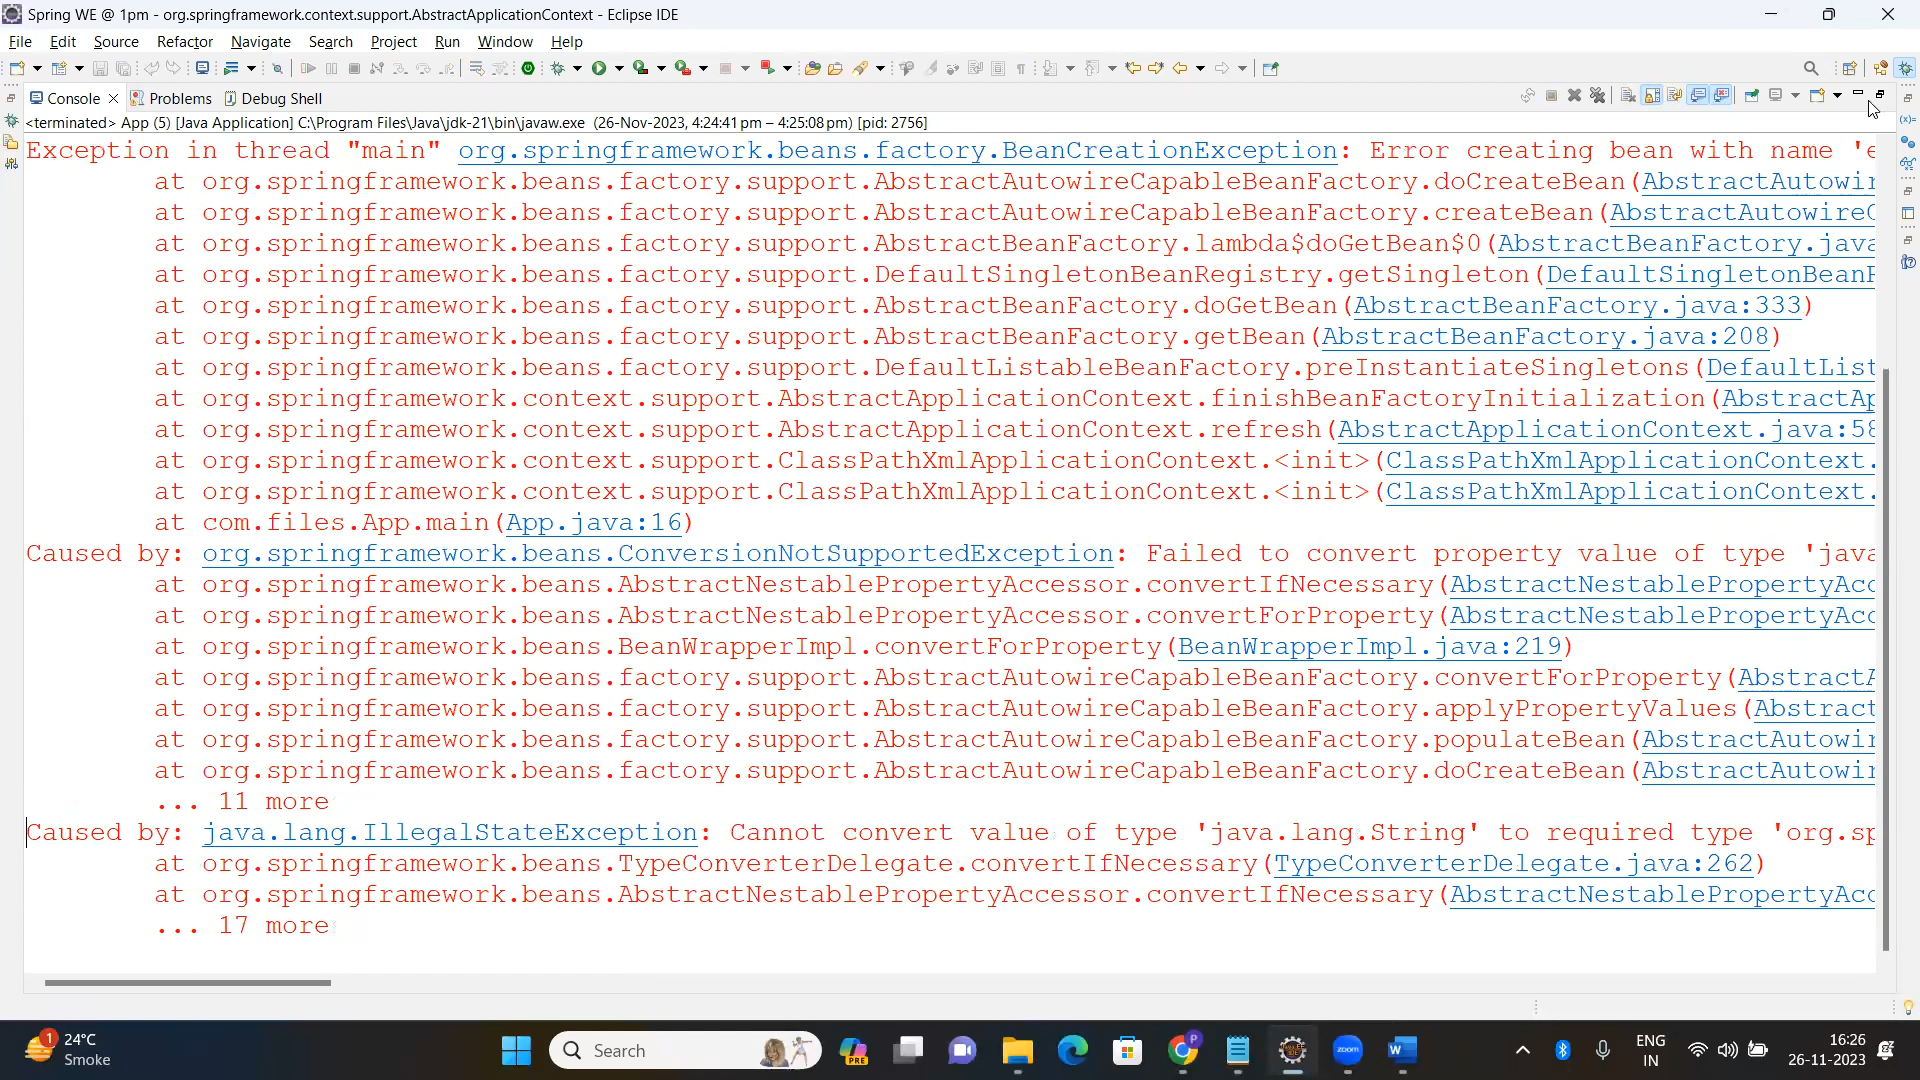 Spring WE @ 1pm - org.springframework.context.support.AbstractApplicationContext - Eclipse IDE
File Edit Source Refactor Navigate Search Project Run Window Help
Console Problems Debug Shell
<terminated> App (5) [Java Application] C:\Program Files\Java\jdk-21\bin\javaw.exe (26-Nov-2023, 4:24:41 pm – 4:25:08 pm) [pid: 2756]
Exception in thread "main" org.springframework.beans.factory.BeanCreationException: Error creating bean with name 'e
at org.springframework.beans.factory.support.AbstractAutowireCapableBeanFactory.doCreateBean(AbstractAutowir
at org.springframework.beans.factory.support.AbstractAutowireCapableBeanFactory.createBean(AbstractAutowireC
at org.springframework.beans.factory.support.AbstractBeanFactory.lambda$doGetBean$0(AbstractBeanFactory.java
at org.springframework.beans.factory.support.DefaultSingletonBeanRegistry.getSingleton(DefaultSingletonBeanR
at org.springframework.beans.factory.support.AbstractBeanFactory.doGetBean(AbstractBeanFactory.java:333)
at org.springframework.beans.factory.support.AbstractBeanFactory.getBean(AbstractBeanFactory.java:208)
at org.springframework.beans.factory.support.DefaultListableBeanFactory.preInstantiateSingletons(DefaultList
at org.springframework.context.support.AbstractApplicationContext.finishBeanFactoryInitialization(AbstractAp
at org.springframework.context.support.AbstractApplicationContext.refresh(AbstractApplicationContext.java:58
at org.springframework.context.support.ClassPathXmlApplicationContext.<init>(ClassPathXmlApplicationContext.
at org.springframework.context.support.ClassPathXmlApplicationContext.<init>(ClassPathXmlApplicationContext.
at com.files.App.main(App.java:16)
Caused by: org.springframework.beans.ConversionNotSupportedException: Failed to convert property value of type 'java
at org.springframework.beans.AbstractNestablePropertyAccessor.convertIfNecessary(AbstractNestablePropertyAcc
at org.springframework.beans.AbstractNestablePropertyAccessor.convertForProperty(AbstractNestablePropertyAcc
at org.springframework.beans.BeanWrapperImpl.convertForProperty(BeanWrapperImpl.java:219)
at org.springframework.beans.factory.support.AbstractAutowireCapableBeanFactory.convertForProperty(AbstractA
at org.springframework.beans.factory.support.AbstractAutowireCapableBeanFactory.applyPropertyValues(Abstract
at org.springframework.beans.factory.support.AbstractAutowireCapableBeanFactory.populateBean(AbstractAutowir
at org.springframework.beans.factory.support.AbstractAutowireCapableBeanFactory.doCreateBean(AbstractAutowir
... 11 more
Caused by: java.lang.IllegalStateException: Cannot convert value of type 'java.lang.String' to required type 'org.sp
at org.springframework.beans.TypeConverterDelegate.convertIfNecessary(TypeConverterDelegate.java:262)
at org.springframework.beans.AbstractNestablePropertyAccessor.convertIfNecessary(AbstractNestablePropertyAcc
... 17 more
1
24°C
Smoke
Search
PRE
zoom
W
ENG
IN
16:26
26-11-2023